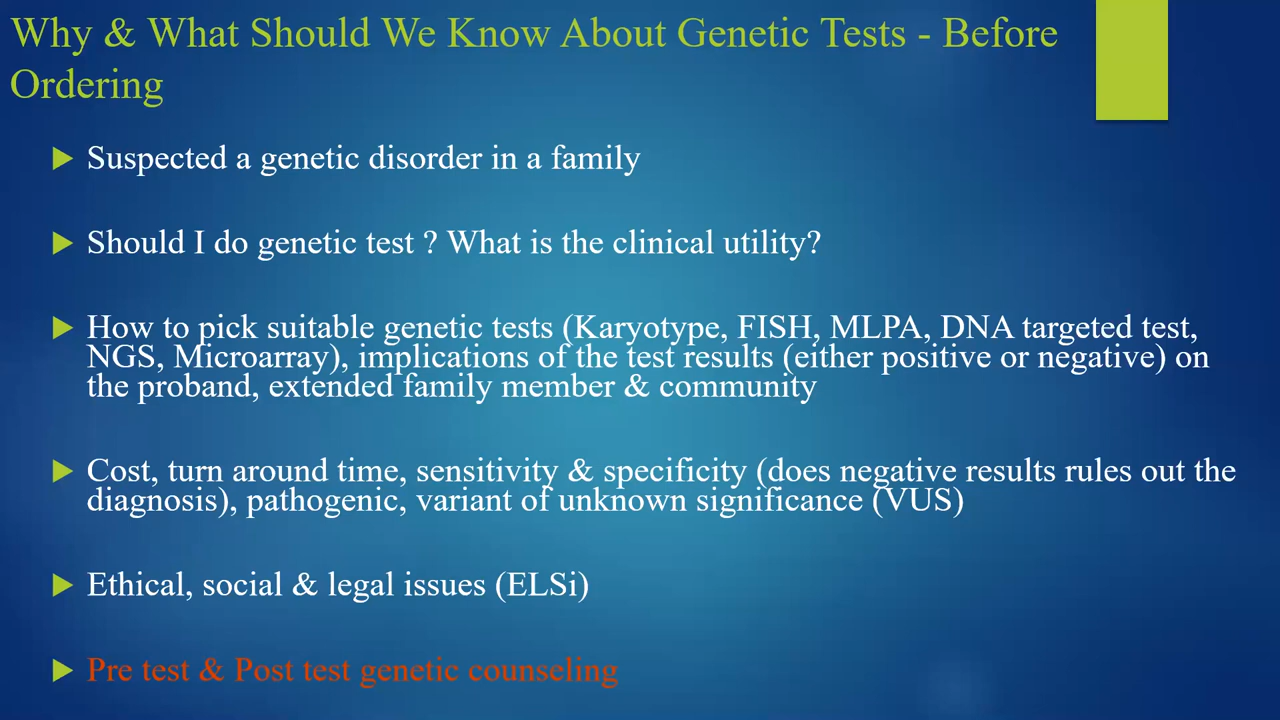 Why & What Should We Know About Genetic Tests - Before
Ordering
Suspected a genetic disorder in a family
Should I do genetic test ? What is the clinical utility?
How to pick suitable genetic tests (Karyotype, FISH, MLPA, DNA targeted test,
NGS, Microarray), implications of the test results (either positive or negative) on
the proband, extended family member & community
Cost, turn around time, sensitivity & specificity (does negative results rules out the
diagnosis), pathogenic, variant of unknown significance (VUS)
Ethical, social & legal issues (ELSi)
Pre test & Post test genetic counseling